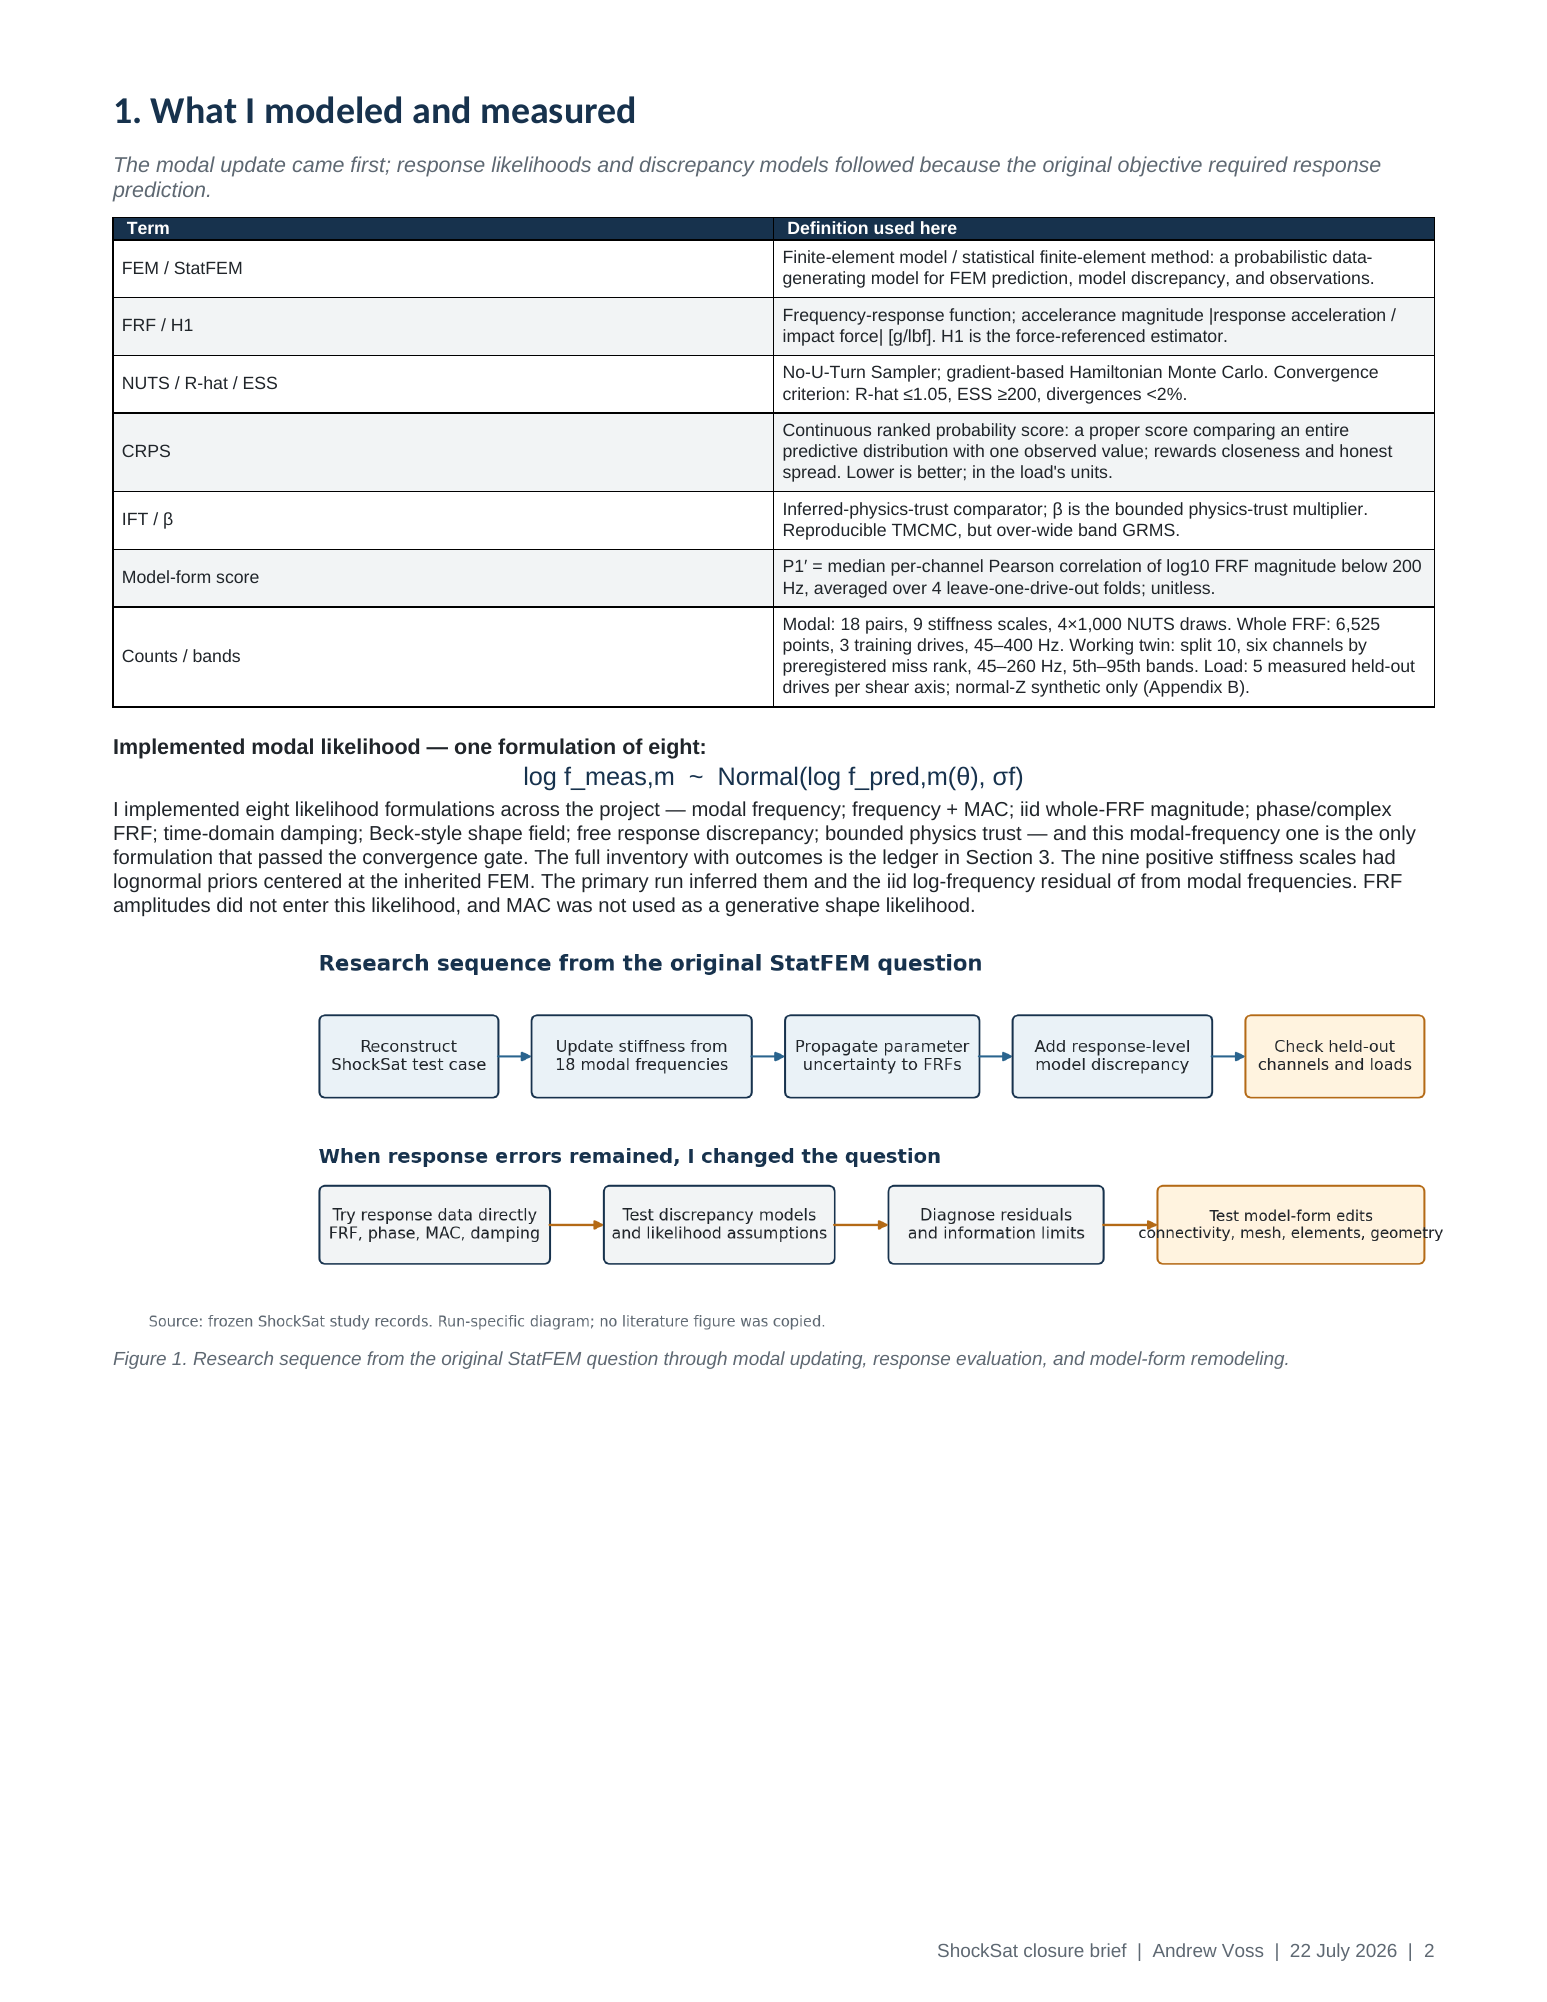 1. What I modeled and measured
The modal update came first; response likelihoods and discrepancy models followed because the original objective required response
prediction.
Term
Definition used here
FEM / StatFEM
Finite-element model / statistical finite-element method: a probabilistic data-
generating model for FEM prediction, model discrepancy, and observations.
FRF / H1
Frequency-response function; accelerance magnitude |response acceleration /
impact force| [g/lbf]. H1 is the force-referenced estimator.
NUTS / R-hat / ESS
No-U-Turn Sampler; gradient-based Hamiltonian Monte Carlo. Convergence
criterion: R-hat ≤1.05, ESS ≥200, divergences <2%.
CRPS
Continuous ranked probability score: a proper score comparing an entire
predictive distribution with one observed value; rewards closeness and honest
spread. Lower is better; in the load's units.
IFT / β
Inferred-physics-trust comparator; β is the bounded physics-trust multiplier.
Reproducible TMCMC, but over-wide band GRMS.
Model-form score
P1′ = median per-channel Pearson correlation of log10 FRF magnitude below 200
Hz, averaged over 4 leave-one-drive-out folds; unitless.
Counts / bands
Modal: 18 pairs, 9 stiffness scales, 4×1,000 NUTS draws. Whole FRF: 6,525
points, 3 training drives, 45–400 Hz. Working twin: split 10, six channels by
preregistered miss rank, 45–260 Hz, 5th–95th bands. Load: 5 measured held-out
drives per shear axis; normal-Z synthetic only (Appendix B).
Implemented modal likelihood — one formulation of eight:
log f_meas,m ~ Normal(log f_pred,m(θ), σf)
I implemented eight likelihood formulations across the project — modal frequency; frequency + MAC; iid whole-FRF magnitude; phase/complex
FRF; time-domain damping; Beck-style shape field; free response discrepancy; bounded physics trust — and this modal-frequency one is the only
formulation that passed the convergence gate. The full inventory with outcomes is the ledger in Section 3. The nine positive stiffness scales had
lognormal priors centered at the inherited FEM. The primary run inferred them and the iid log-frequency residual σf from modal frequencies. FRF
amplitudes did not enter this likelihood, and MAC was not used as a generative shape likelihood.
Research sequence from the original StatFEM question
Reconstruct
ShockSat test case
Update stiffness from
18 modal frequencies
Propagate parameter
uncertainty to FRFs
Add response-level
model discrepancy
Check held-out
channels and loads
When response errors remained, I changed the question
Try response data directly
FRF, phase, MAC, damping
Test discrepancy models
and likelihood assumptions
Diagnose residuals
and information limits
Test model-form edits
connectivity, mesh, elements, geometry
Source: frozen ShockSat study records. Run-specific diagram; no literature figure was copied.
Figure 1. Research sequence from the original StatFEM question through modal updating, response evaluation, and model-form remodeling.
ShockSat closure brief | Andrew Voss | 22 July 2026 | 2